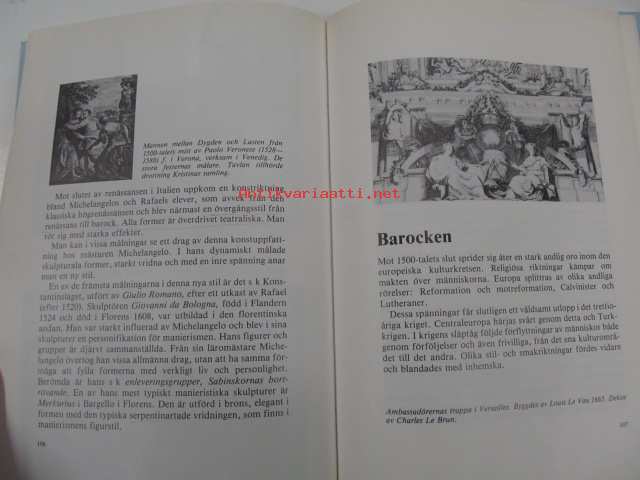 Mannen mellan Dygden och Lasten från
1500-talets mitt av Paolo Veronese (1528—
1588) f. i Verona, verksam i Venedig. De
stora festernas målare. Tavlan tillhörde
drottning Kristinas samling.
Mot slutet av renässansen i Italien uppkom en konstriktning
bland Michelangelos och Rafaels elever, som avvek från den
klassiska högrenässansen och blev närmast en övergångsstil från
renässans till barock. Alla former är överdrivet teatraliska. Man
rör sig med starka effekter.
Man kan i vissa målningar se ett drag av denna konstuppfatt-
ning hos mästaren Michelangelo. I hans dynamiskt målade
skulpturala former, starkt vridna och med en inre spänning anar
man en ny stil.
En av de främsta målningarna i denna nya stil är det s k Kons-
tantinslaget, utfört av Giulio Romano, efter ett utkast av Rafael
(efter 1520). Skulptören Giovanni da Bologna, född i Flandern
1524 och död i Florens 1608, var utbildad i den florentinska
andan. Han var starkt influerad av Michelangelo och blev i sina
skulpturer en personifikation för manierismen. Hans figurer och
grupper är djärvt sammanställda. Från sin läromästare Miche-
langelo övertog han vissa allmänna drag, utan att ha samma för-
måga att fylla formerna med verkligt liv och personlighet.
Berömda är hans s k enleveringsgrupper, Sabinskornas bort-
rövande. En av hans mest typiskt manieristiska skulpturer är
Merkurius i Bargello i Florens. Den är utförd i brons, elegant i
formen med den typiska serpentinartade vridningen, som finns i
manierismens figurstil.
106
Antikvariaatti.net
Barocken
Mot 1500-talets slut sprider sig åter en stark andlig oro inom den
europeiska kulturkretsen. Religiösa riktningar kämpar om
makten över människorna. Europa splittras av olika andliga
rörelser: Reformation och motreformation, Calvinister och
Lutheraner.
Dessa spänningar får slutligen ett våldsamt utlopp i det trettio-
åriga kriget. Centraleuropa härjas svårt genom detta och Turk-
krigen. I krigens släptåg följde förflyttningar av människor både
genom förföljelser och även frivilliga, från det ena kulturområ-
det till det andra. Olika stil- och smakriktningar fördes vidare
och blandades med inhemska.
Ambassadörernas trappa i Versailles. Byggdes av Louis Le Vau 1665. Dekor
av Charles Le Brun.
107